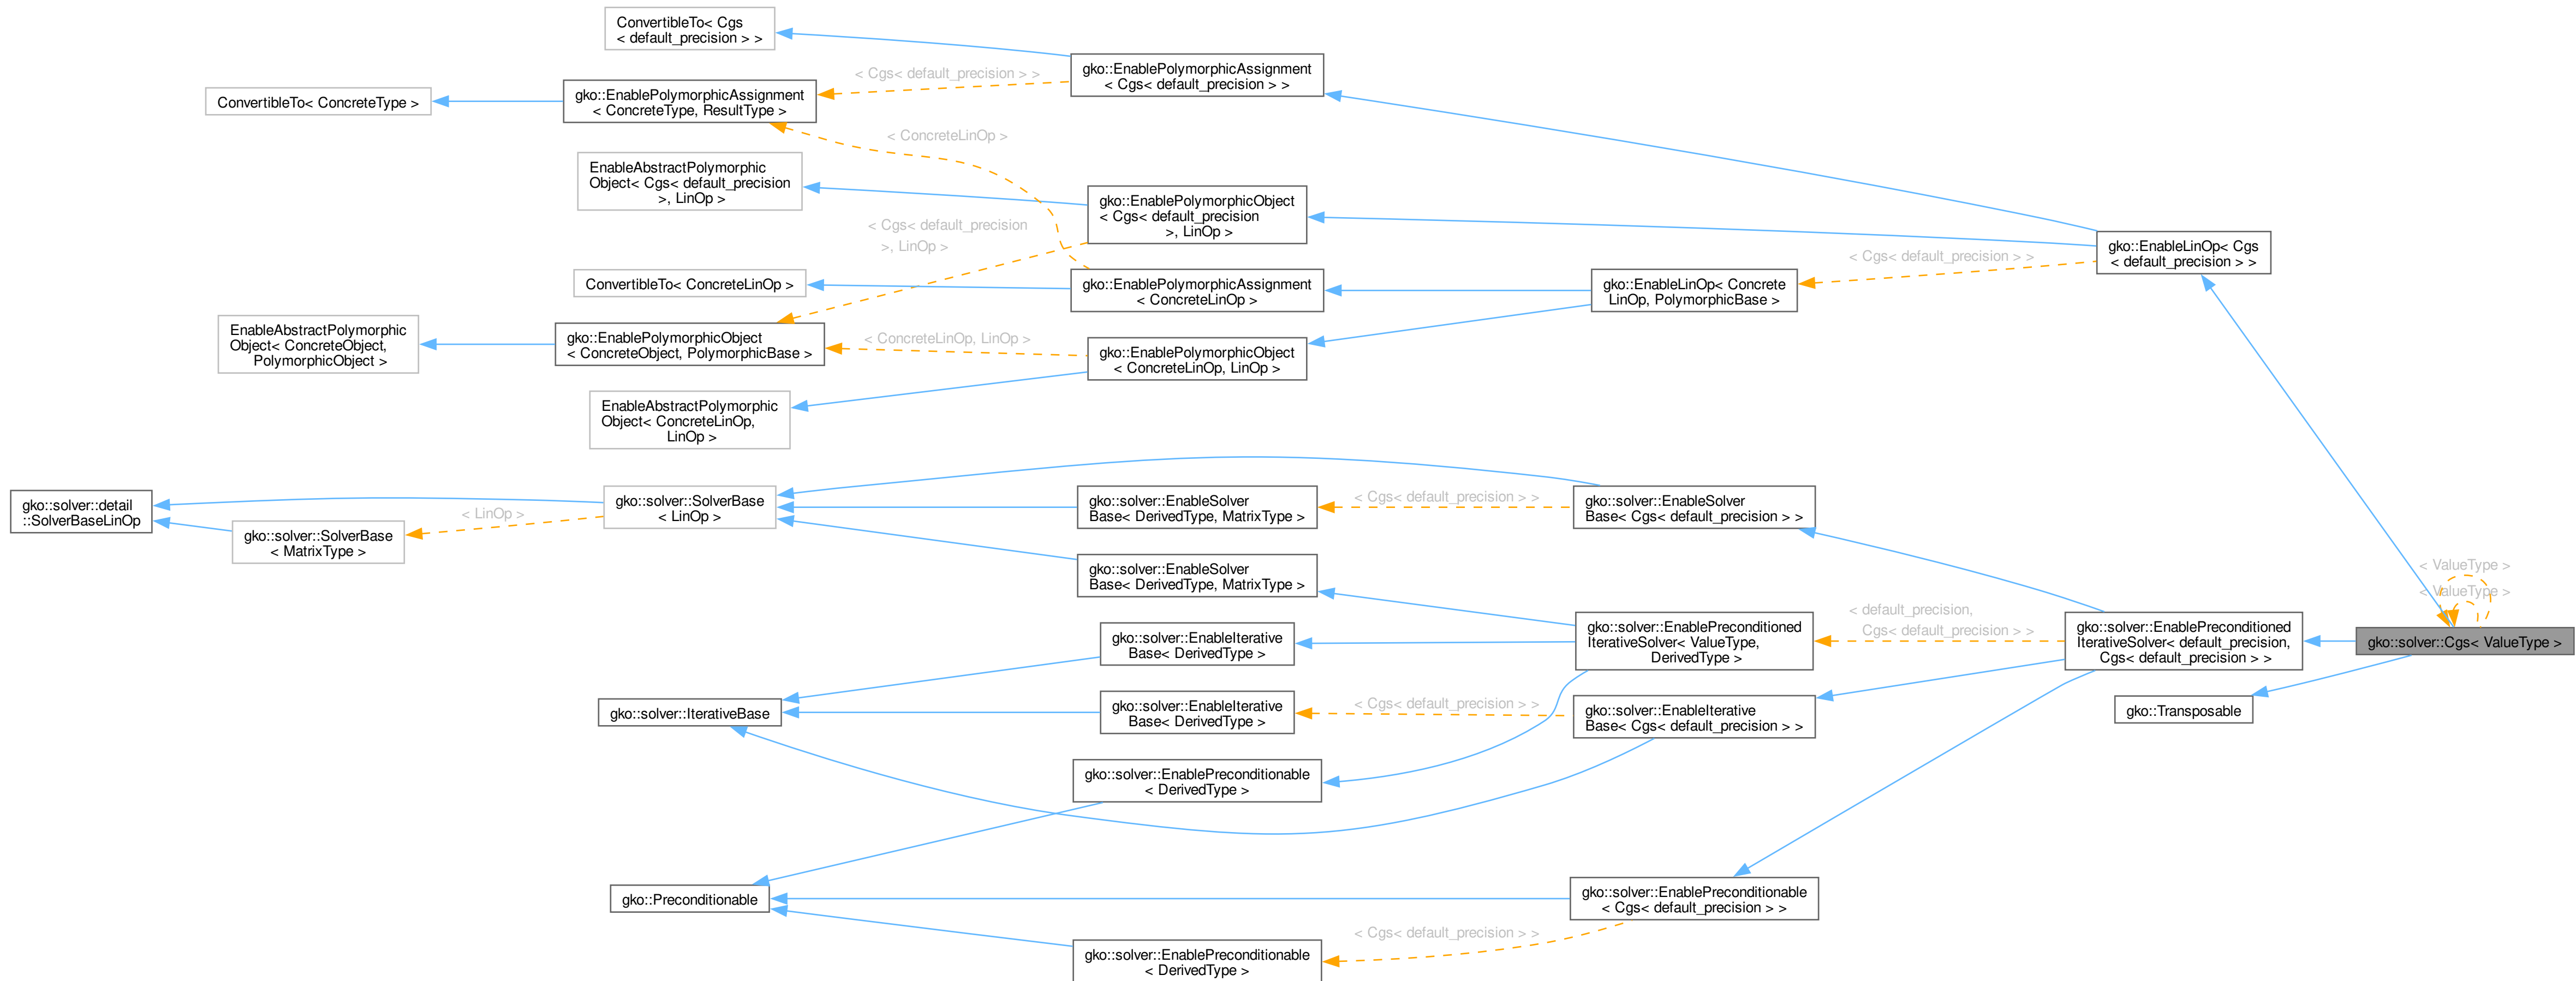 ConvertibleTo< Cgs
< default_precision > >
gko::EnablePolymorphicAssignment
< Cgs< default_precision > >
< Cgs< default_precision > >
ConvertibleTo< ConcreteType >
gko::EnablePolymorphicAssignment
< ConcreteType, ResultType >
< ConcreteLinOp >
EnableAbstractPolymorphic
Object< Cgs< default_precision
>, LinOp >
gko::EnablePolymorphicObject
< Cgs< default_precision
>, LinOp >
< Cgs< default_precision
>, LinOp >
gko::EnableLinOp< Cgs
< default_precision > >
< Cgs< default_precision > >
ConvertibleTo< ConcreteLinOp >
gko::EnablePolymorphicAssignment
< ConcreteLinOp >
gko::EnableLinOp< Concrete
LinOp, PolymorphicBase >
EnableAbstractPolymorphic
Object< ConcreteObject,
PolymorphicObject >
gko::EnablePolymorphicObject
< ConcreteObject, PolymorphicBase >
< ConcreteLinOp, LinOp >
gko::EnablePolymorphicObject
< ConcreteLinOp, LinOp >
EnableAbstractPolymorphic
Object< ConcreteLinOp,
LinOp >
gko::solver::detail
::SolverBaseLinOp
gko::solver::SolverBase
< MatrixType >
< LinOp >
gko::solver::SolverBase
< LinOp >
gko::solver::EnableSolver
Base< DerivedType, MatrixType >
< Cgs< default_precision > >
gko::solver::EnableSolver
Base< Cgs< default_precision > >
gko::solver::EnableSolver
Base< DerivedType, MatrixType >
< ValueType >
< ValueType >
gko::solver::EnableIterative
Base< DerivedType >
gko::solver::EnablePreconditioned
IterativeSolver< ValueType,
DerivedType >
< default_precision,
Cgs< default_precision > >
gko::solver::EnablePreconditioned
IterativeSolver< default_precision,
Cgs< default_precision > >
gko::solver::Cgs< ValueType >
gko::solver::IterativeBase
gko::solver::EnableIterative
Base< DerivedType >
< Cgs< default_precision > >
gko::solver::EnableIterative
Base< Cgs< default_precision > >
gko::Transposable
gko::solver::EnablePreconditionable
< DerivedType >
gko::Preconditionable
gko::solver::EnablePreconditionable
< Cgs< default_precision > >
< Cgs< default_precision > >
gko::solver::EnablePreconditionable
< DerivedType >